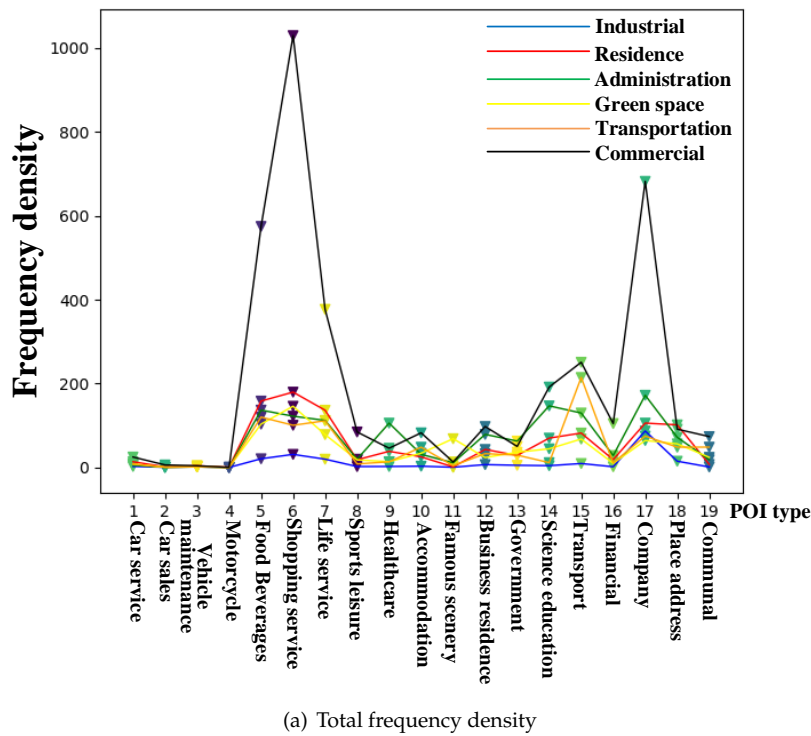 Industrial
Residence
Administration
Green space
Transportation
Commercial
Frequency density
1000
800
600
400
200
0
1 2 3 4 5 6 7 8 9 10 11 12 13 14 15 16 17 18 19 POI type
Car service
Car sales
Vehicle
maintenance
Motorcycle
Food Beverages
Shopping service
Life service
Sports leisure
Healthcare
Accommodation
Famous scenery
Business residence
Government
Science education
Transport
Financial
Company
Place address
Communal
(a) Total frequency density